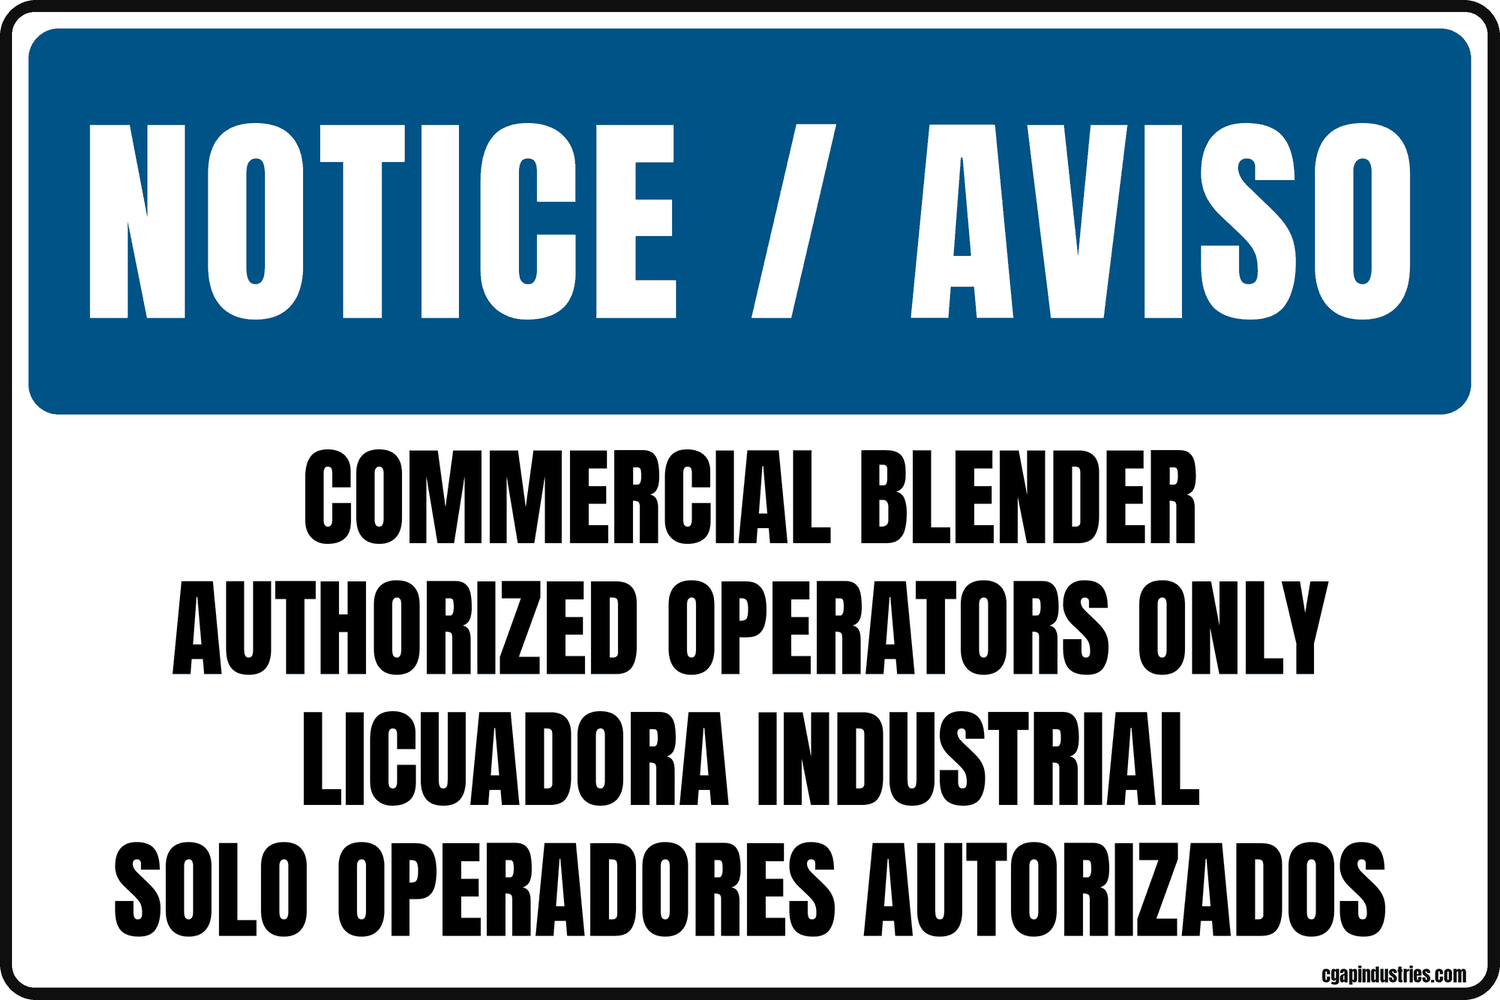 NOTICE / AVISO
COMMERCIAL BLENDER
AUTHORIZED OPERATORS ONLY
LICUADORA INDUSTRIAL
SOLO OPERADORES AUTORIZADOS
cgapindustries.com